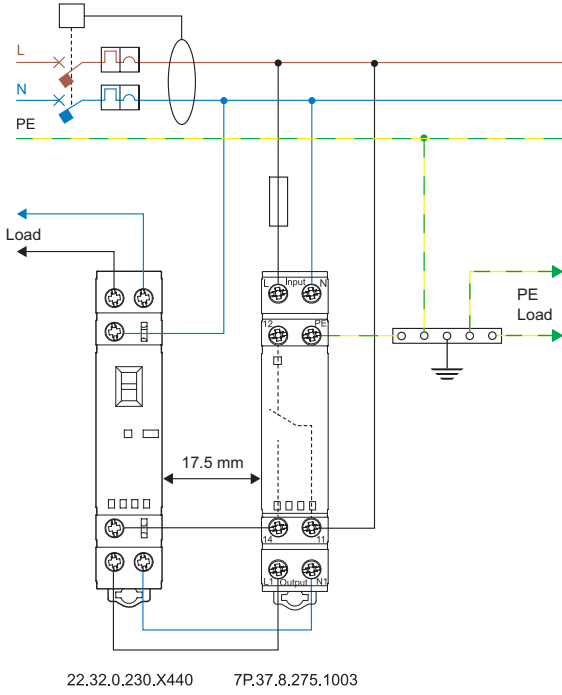 L
N
PE
Load
L Input N
12 PE
PE
Load
17.5 mm
14 11
L1 Output N1
22.32.0.230.X440 7P.37.8.275.1003